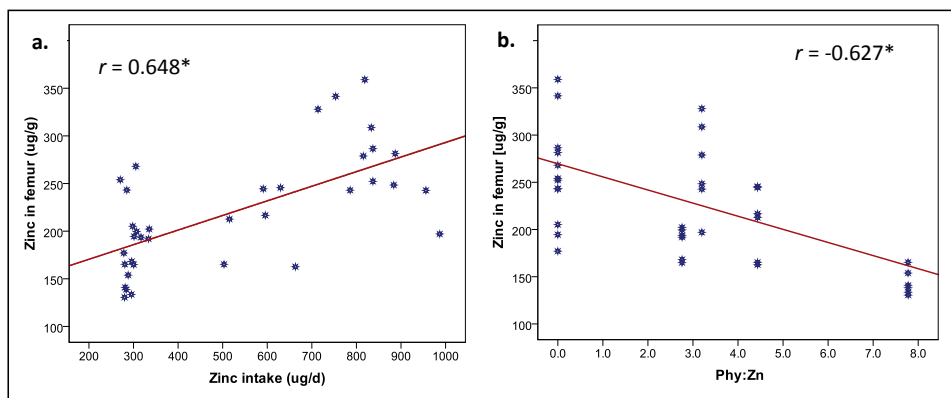 a.
r = 0.648*
Zinc in femur (ug/g)
350
300
250
200
150
100
200 300 400 500 600 700 800 900 1000
Zinc intake (ug/d)
b.
r = -0.627*
Zinc in femur [ug/g]
350
300
250
200
150
100
0.0 1.0 2.0 3.0 4.0 5.0 6.0 7.0 8.0
Phy:Zn